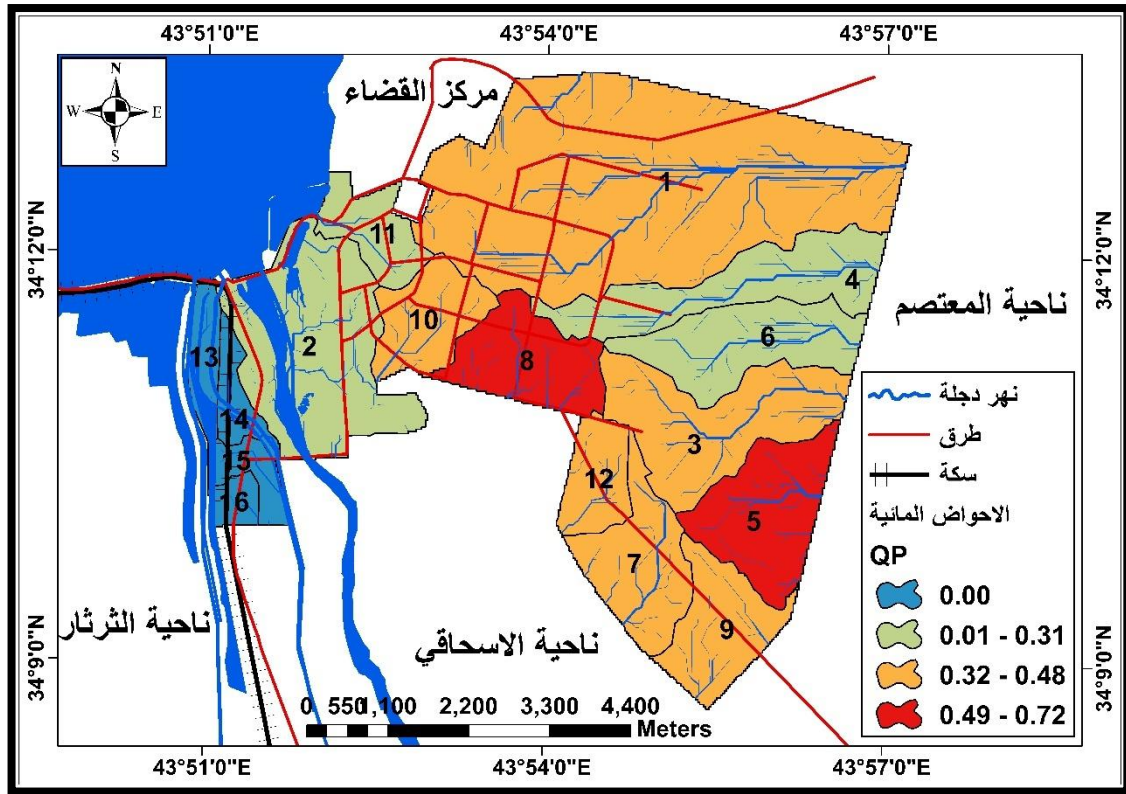 43°51'0"E
43°54'0"E
43°57'0"E
N
W E
S
مركز القضاء
1
34°12'0"N
34°12'0"N
11
4
ناحية المعتصم
10
6
2
8
13
نهر دجلة
14
3
طرق
15
12
سكة
16
5
الاحواض المائية
7
QP
9
0.00
ناحية الثرثار
ناحية الاسحاقي
0.01 - 0.31
34°9'0"N
34°9'0"N
0.32 - 0.48
0 550 1,100 2,200 3,300 4,400
Meters
0.49 - 0.72
43°51'0"E
43°54'0"E
43°57'0"E